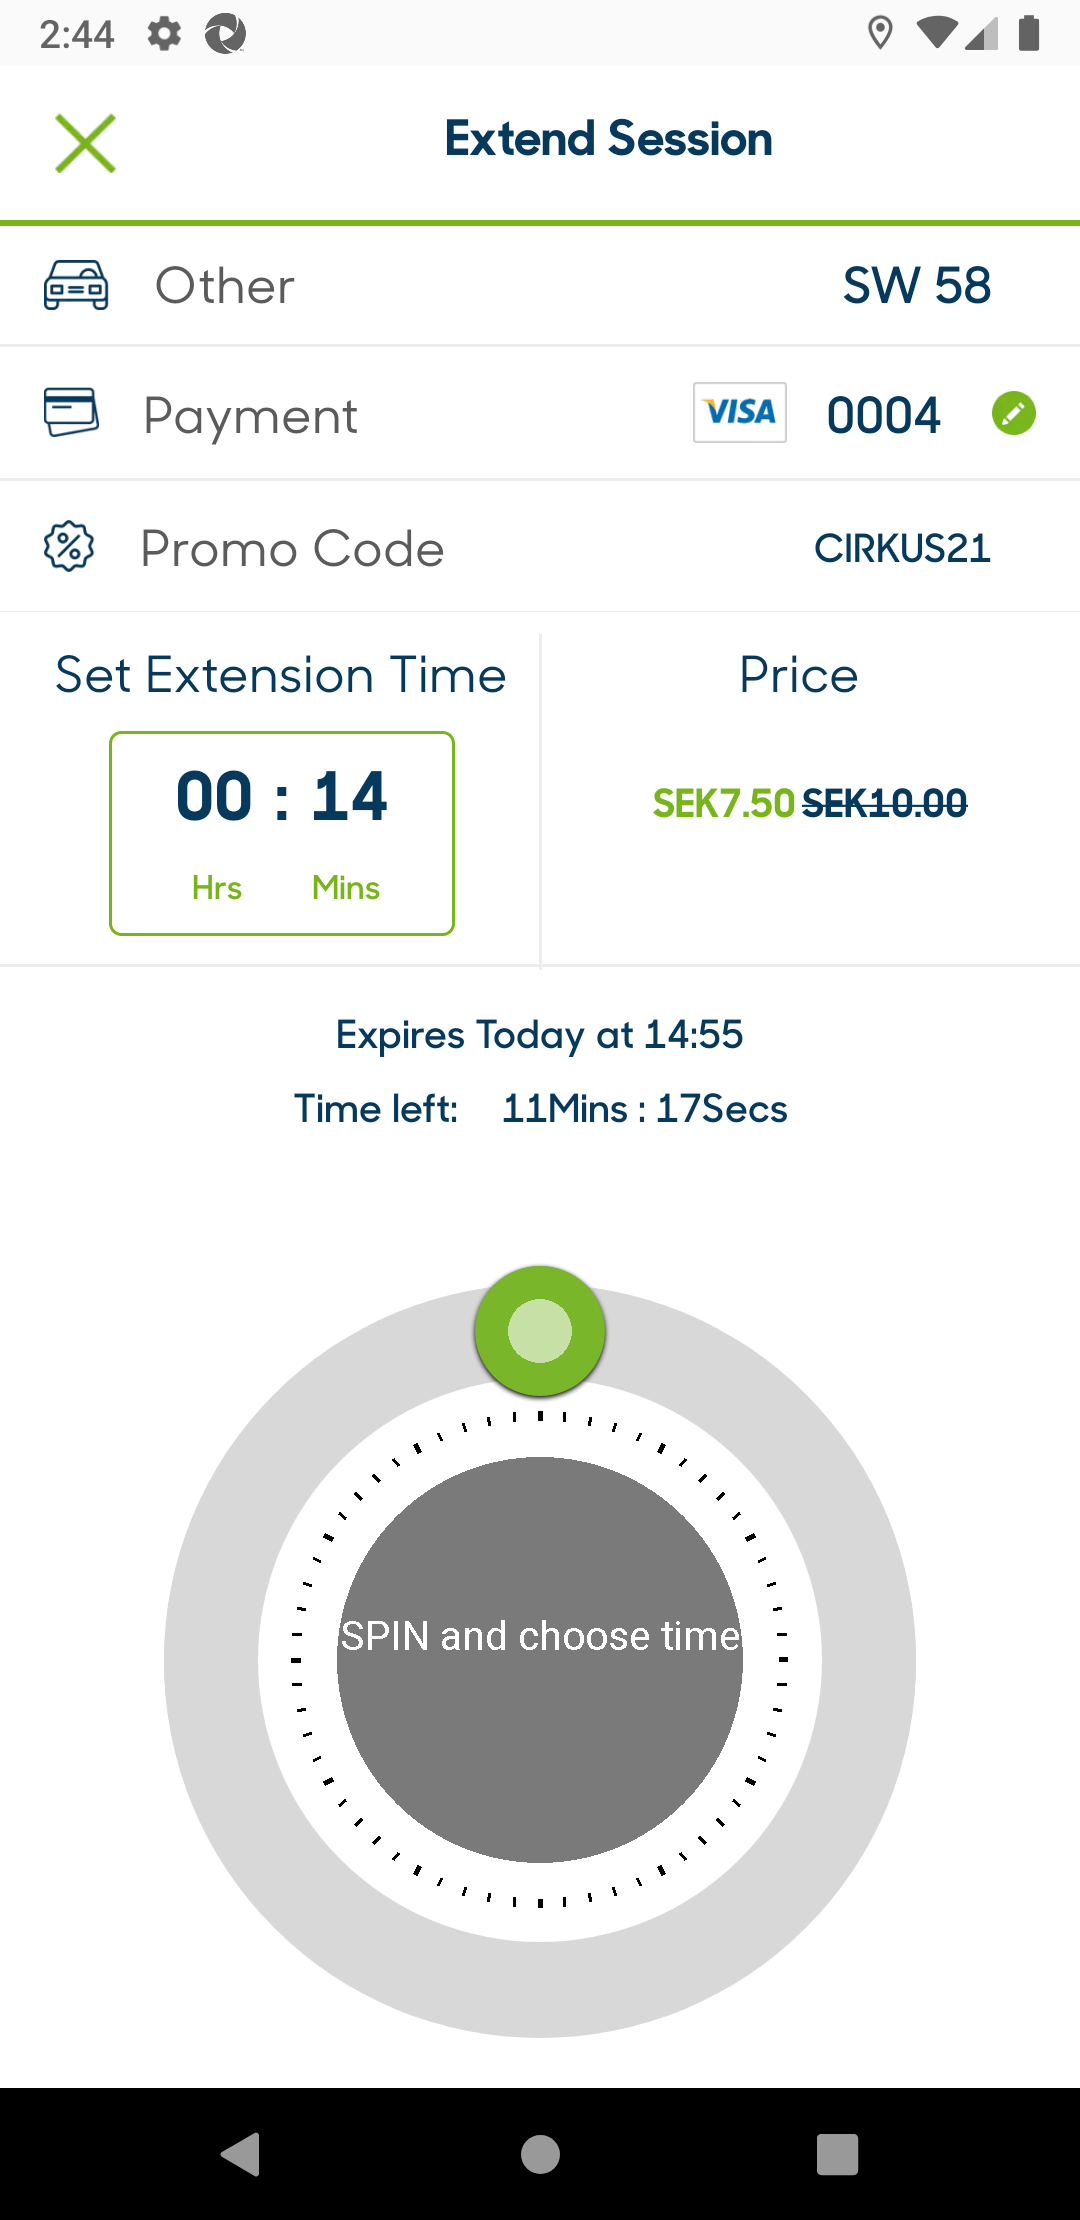 2:44
Extend Session
Other SW 58
Payment VISA 0004
Promo Code CIRKUS21
Set Extension Time Price
00 : 14
SEK7.50 SEK10.00
Hrs Mins
Expires Today at 14:55
Time left: 11Mins : 17Secs
SPIN and choose time